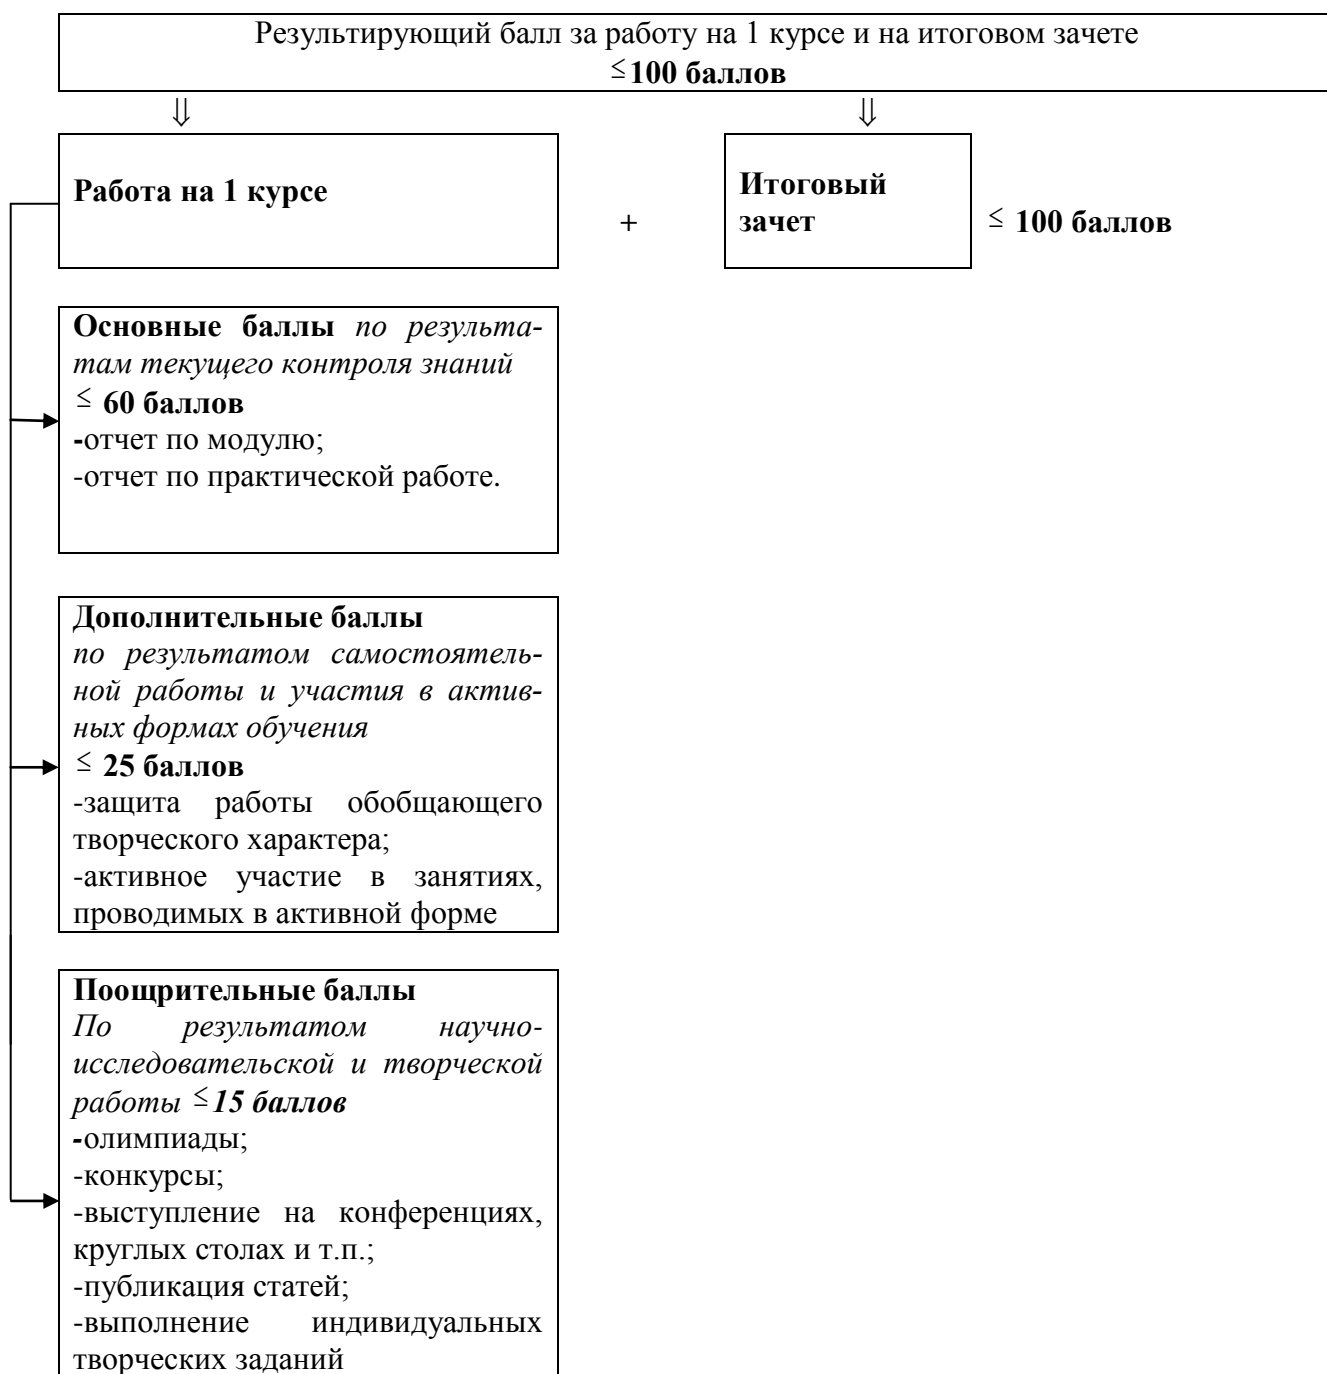 Результирующий балл за работу на 1 курсе и на итоговом зачете
≤100 баллов
⇓ ⇓
Работа на 1 курсе
+
Итоговый
зачет
≤ 100 баллов
Основные баллы по результа-
там текущего контроля знаний
≤ 60 баллов
-отчет по модулю;
-отчет по практической работе.
Дополнительные баллы
по результатом самостоятель-
ной работы и участия в актив-
ных формах обучения
≤ 25 баллов
-защита работы обобщающего
творческого характера;
-активное участие в занятиях,
проводимых в активной форме
Поощрительные баллы
По результатом научно-
исследовательской и творческой
работы ≤15 баллов
-олимпиады;
-конкурсы;
-выступление на конференциях,
круглых столах и т.п.;
-публикация статей;
-выполнение индивидуальных
творческих заданий